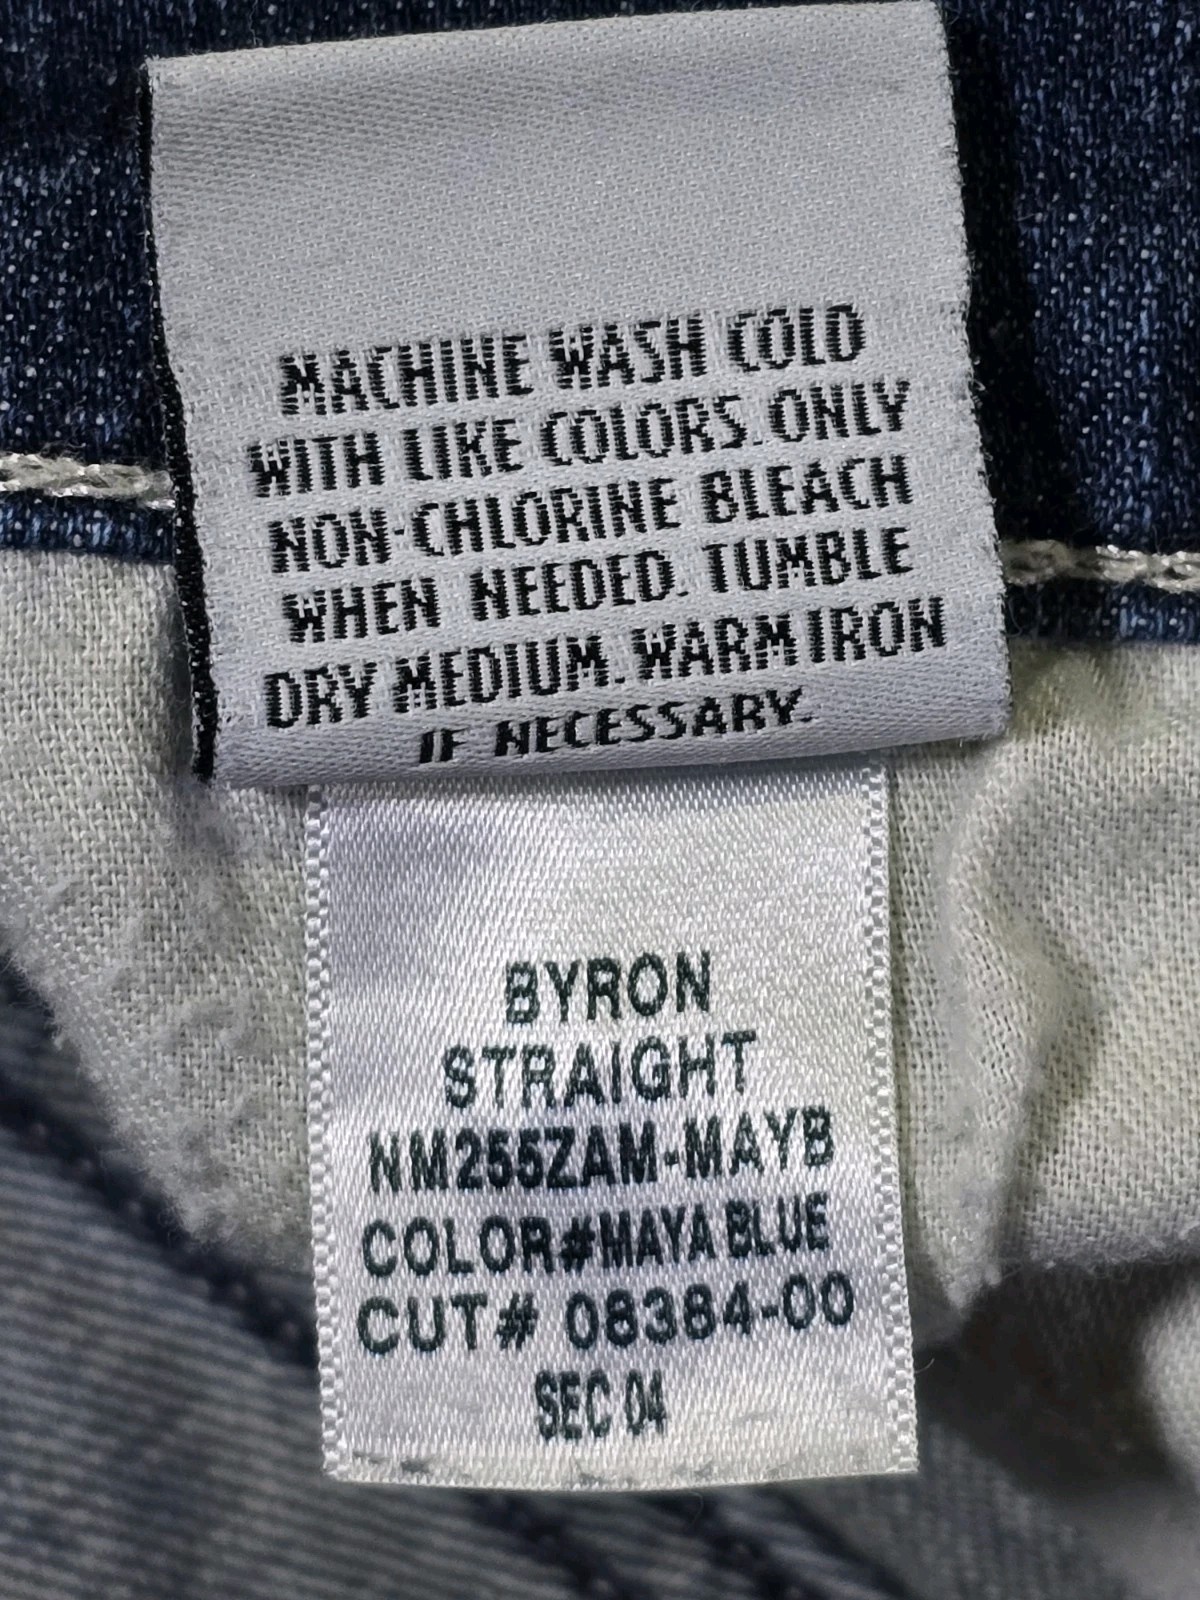 MACHINE WASH COLD
WITH LIKE COLORS. ONLY
NON-CHLORINE BLEACH
WHEN NEEDED. TUMBLE
DRY MEDIUM. WARM IRON
IF NECESSARY.
BYRON
STRAIGHT
NM255ZAM-MAYB
COLOR#MAYA BLUE
CUT# 08384-00
SEC 04